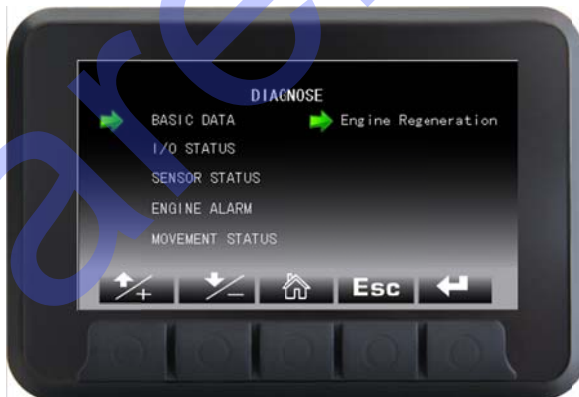 DIAGNOSE
BASIC DATA
Engine Regeneration
I/O STATUS
SENSOR STATUS
ENGINE ALARM
MOVEMENT STATUS
Esc